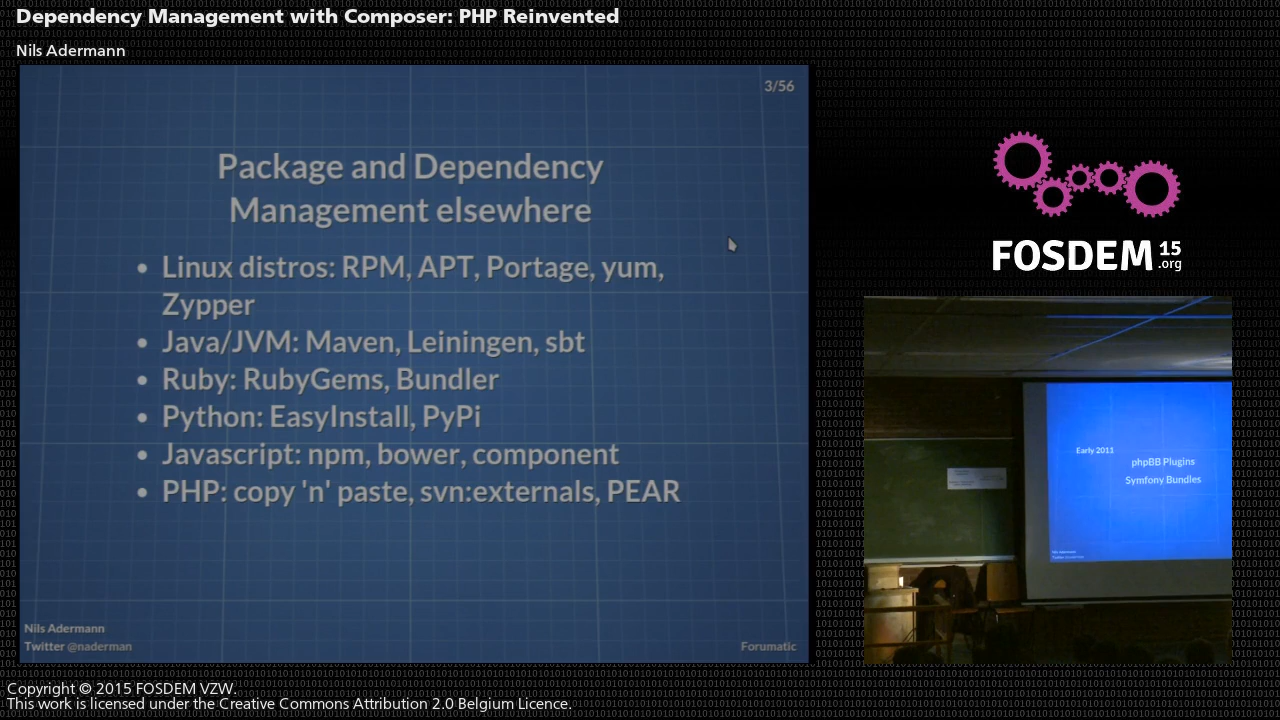 Dependency Management with Composer: PHP Reinvented
Nils Adermann
3/56
Package and Dependency
Management elsewhere
• Linux distros: RPM, APT, Portage, yum,
Zypper
• Java/JVM: Maven, Leiningen, sbt
• Ruby: RubyGems, Bundler
• Python: EasyInstall, PyPi
• Javascript: npm, bower, component
• PHP: copy 'n' paste, svn:externals, PEAR
Nils Adermann
Twitter @naderman
Forumatic
FOSDEM 15
.org
Early 2011
phpBB Plugins
Symfony Bundles
Copyright © 2015 FOSDEM VZW.
This work is licensed under the Creative Commons Attribution 2.0 Belgium Licence.